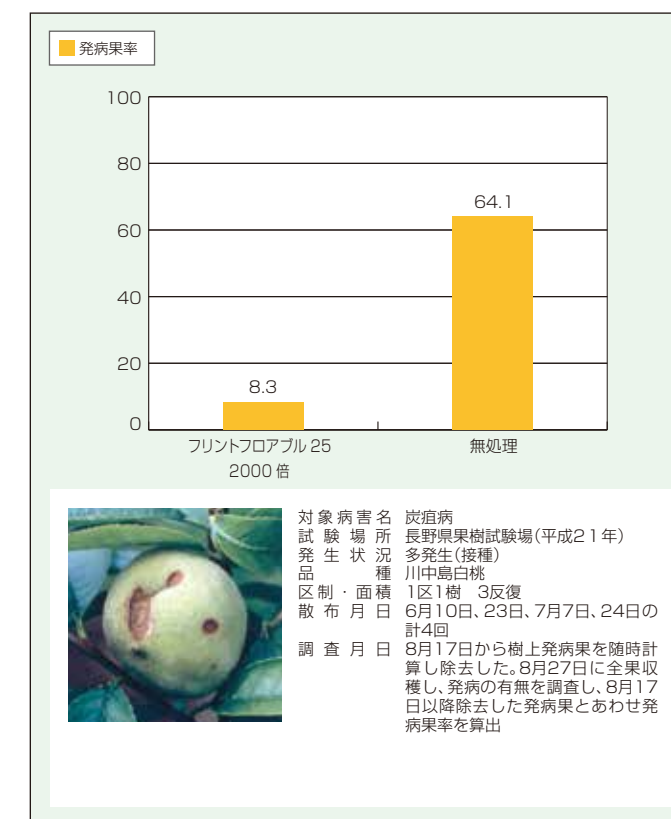 発病果率
100
80
60
40
20
0
8.3
64.1
フリントフロアブル 25
2000 倍
無処理
対象病害名 炭疽病
試験場所 長野県果樹試験場(平成21年)
発生状況 多発生(接種)
品種 川中島白桃
区制・面積 1区1樹 3反復
散布月日 6月10日、23日、7月7日、24日の
計4回
調査月日 8月17日から樹上発病果を随時計
算し除去した。8月27日に全果収
穫し、発病の有無を調査し、8月17
日以降除去した発病果とあわせ発
病果率を算出